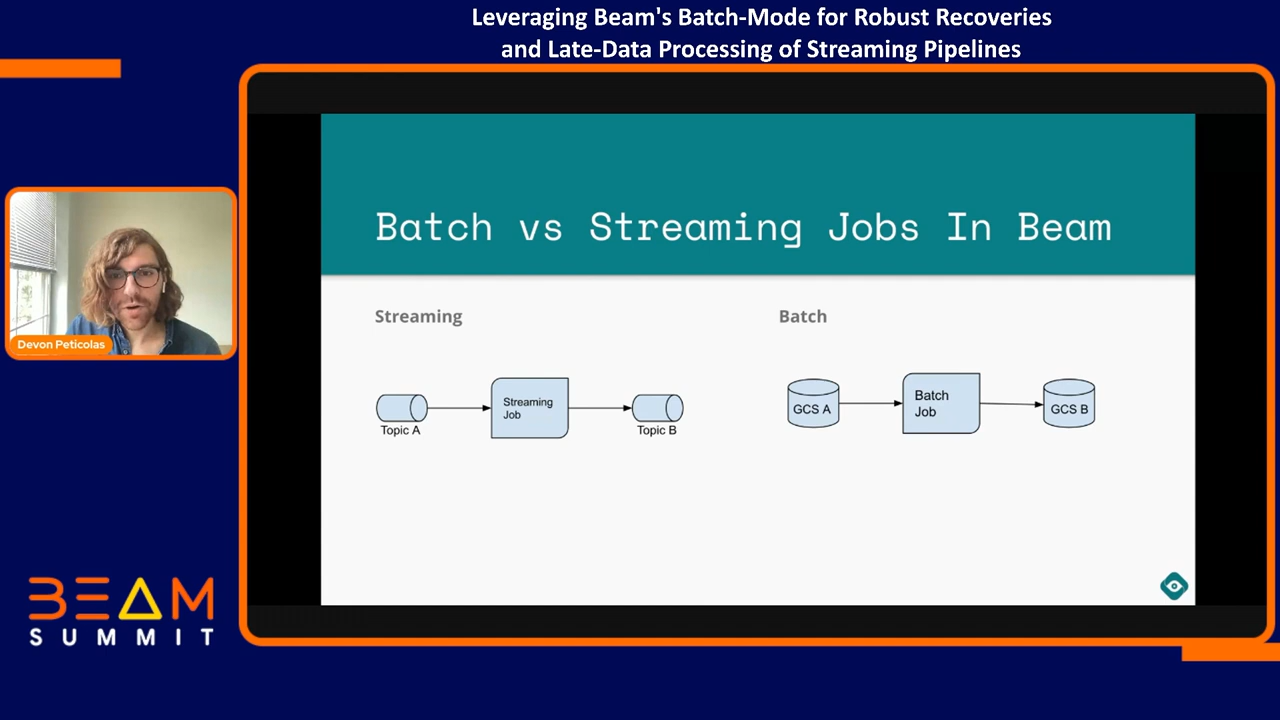 Leveraging Beam's Batch-Mode for Robust Recoveries
and Late-Data Processing of Streaming Pipelines
Batch vs Streaming Jobs In Beam
Streaming
Batch
Streaming
Job
Topic A
Topic B
GCS A
Batch
Job
GCS B
Devon Peticolas
BEAM
SUMMIT